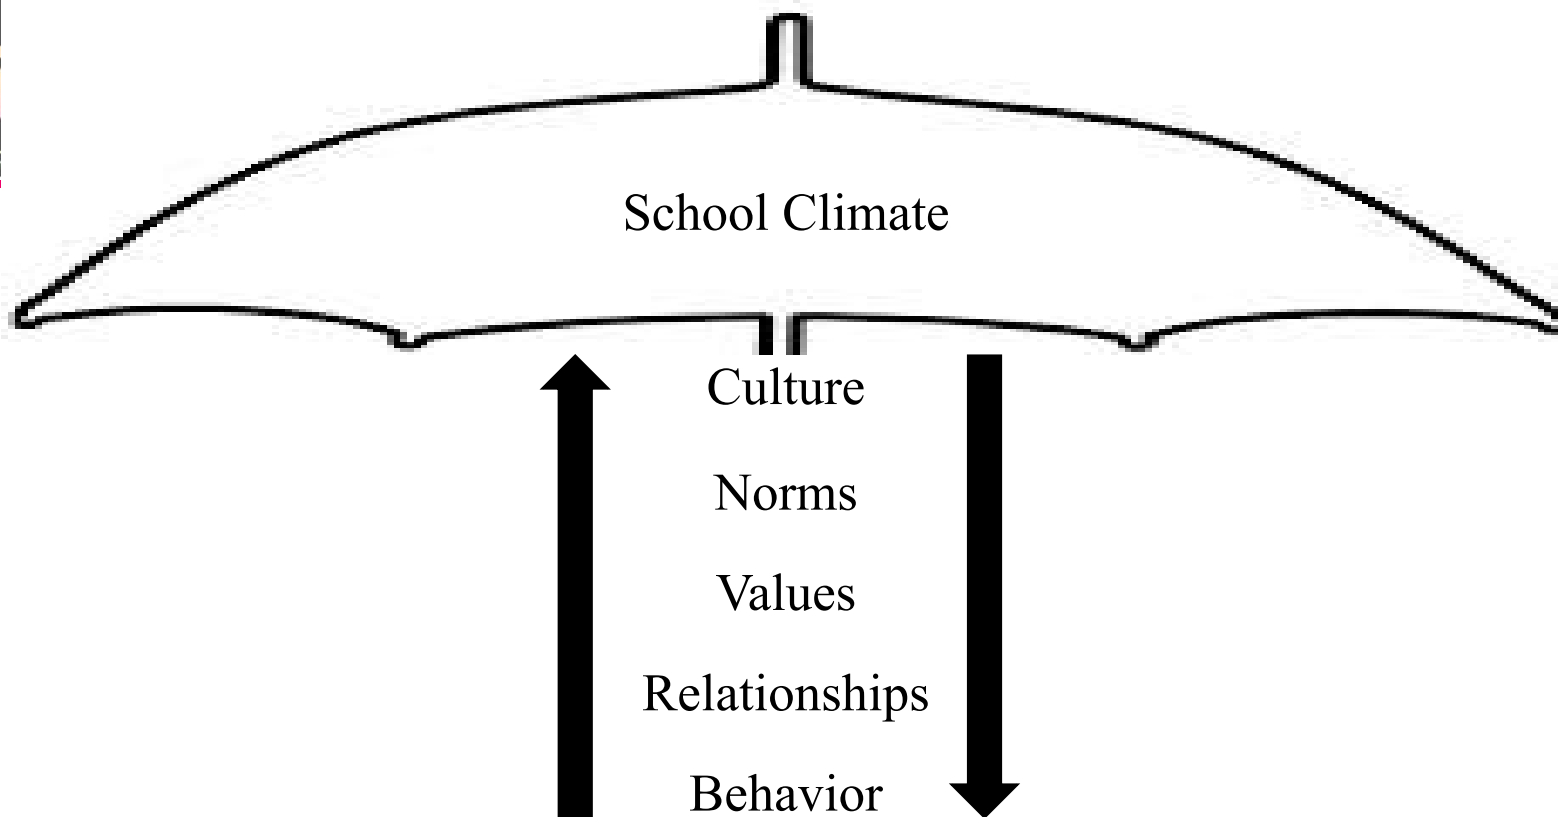 School Climate
Culture
Norms
Values
Relationships
Behavior